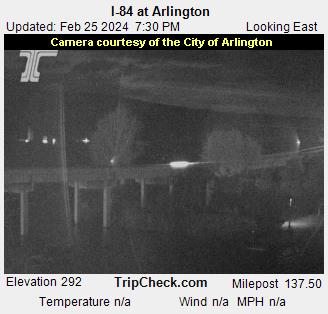 I-84 at Arlington
Updated: Feb 25 2024 7:30 PM Looking East
Camera courtesy of the City of Arlington
Elevation 292 TripCheck.com Milepost 137.50
Temperature n/a Wind n/a MPH n/a